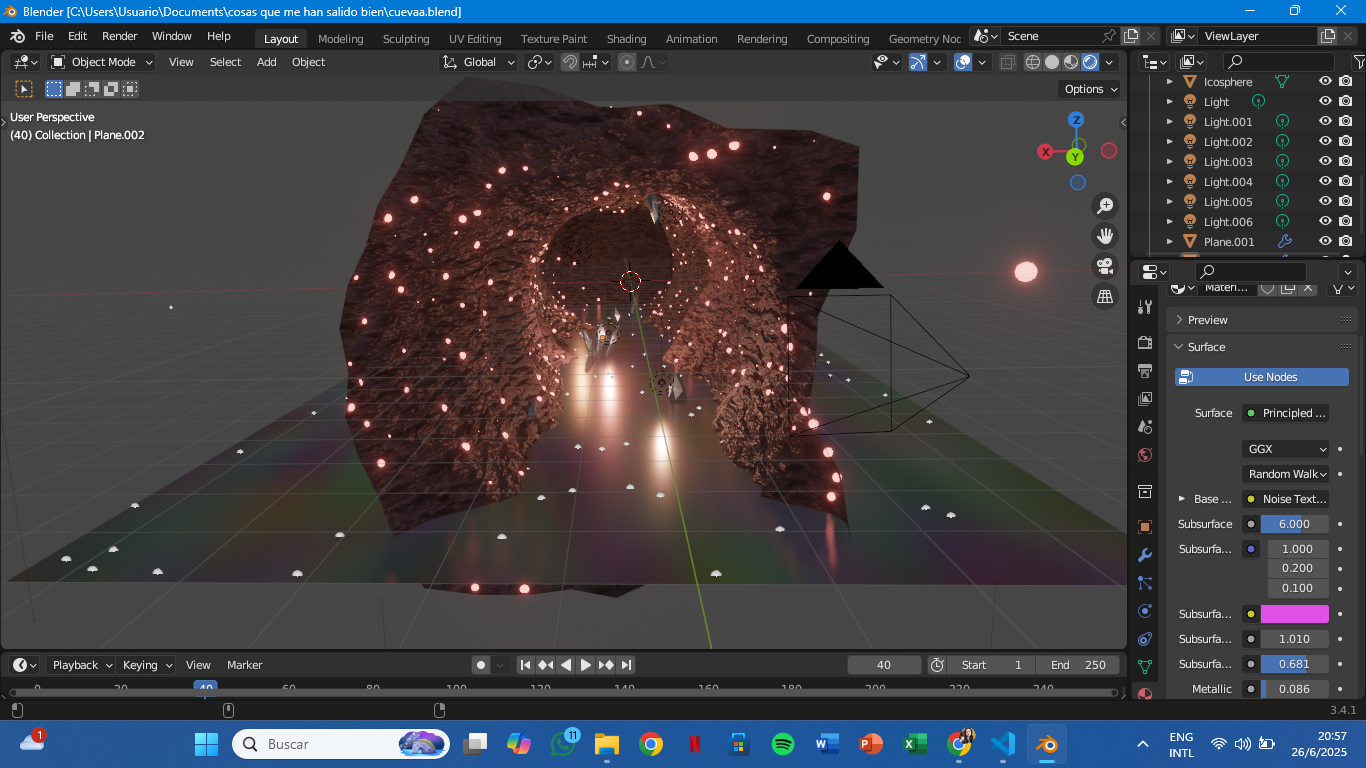 Blender [C:\Users\Usuario\Documents\cosas que me han salido bien\cuevaa.blend]
File Edit Render Window Help Layout Modeling Sculpting UV Editing Texture Paint Shading Animation Rendering Compositing Geometry Noc Scene ViewLayer
Object Mode View Select Add Object Global
Options
User Perspective
(40) Collection | Plane.002
Z
X
Y
Icosphere
Light
Light.001
Light.002
Light.003
Light.004
Light.005
Light.006
Plane.001
Materi...
Preview
Surface
Use Nodes
Surface Principled ...
GGX
Random Walk
Base ... Noise Text...
Subsurface 6.000
Subsurfa... 1.000
0.200
0.100
Subsurfa...
Subsurfa... 1.010
Subsurfa... 0.681
Metallic 0.086
Playback Keying View Marker 40 Start 1 End 250
0 20 40 60 80 100 120 140 160 180 200 220 240
3.4.1
1 Buscar 11 ENG
INTL
20:57
26/6/2025